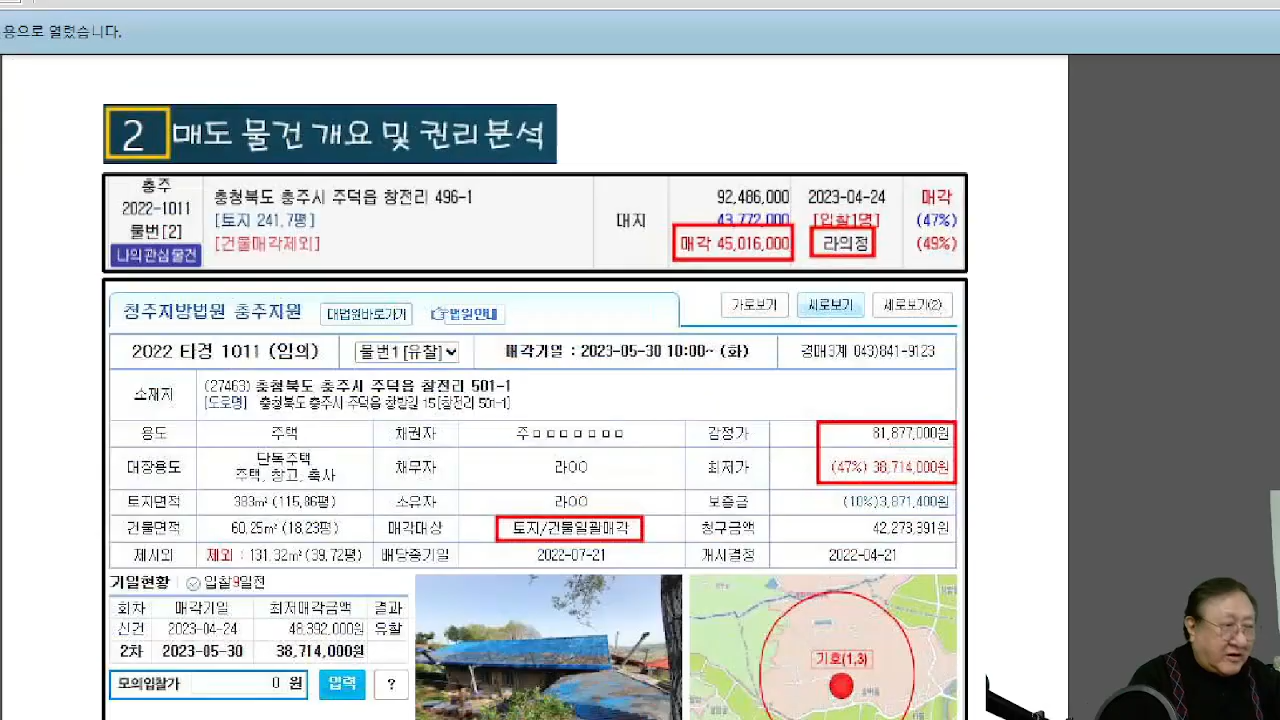 용으로 열렸습니다.
2 매도 물건 개요 및 권리분석
충주
2022-1011
물번[2]
나의관심물건
충청북도 충주시 주덕읍 창전리 496-1
[토지 241.7평]
[건물매각제외]
대지
92,486,000
43,772,000
매각 45,016,000
2023-04-24
[입찰1명]
라의정
매각
(47%)
(49%)
청주지방법원 충주지원
대법원바로가기
법원안내
가로보기
세로보기
세로보기(2)
2022 타경 1011 (임의)
물번1 [유찰]
매각기일 : 2023-05-30 10:00~ (화)
경매3계 043)841-9123
소재지
(27463) 충청북도 충주시 주덕읍 창전리 501-1
[도로명] 충청북도 충주시 주덕읍 창방길 15 [창전리 501-1]
용도 주택 채권자 주ㅁㅁㅁㅁㅁㅁㅁ 감정가 81,877,000원
대장용도 단독주택 주택, 창고, 축사 채무자 라OO 최저가 (47%) 38,714,000원
토지면적 383m² (115.86평) 소유자 라OO 보증금 (10%)3,871,400원
건물면적 60.25m² (18.23평) 매각대상 토지/건물일괄매각 청구금액 42,273,391원
제시외 제외 : 131.32m² (39.72평) 배당종기일 2022-07-21 개시결정 2022-04-21
기일현황 입찰9일전
회차 매각기일 최저매각금액 결과
신건 2023-04-24 48,392,000원 유찰
2차 2023-05-30 38,714,000원
모의입찰가 0 원 입력 ?
기호(1,3)